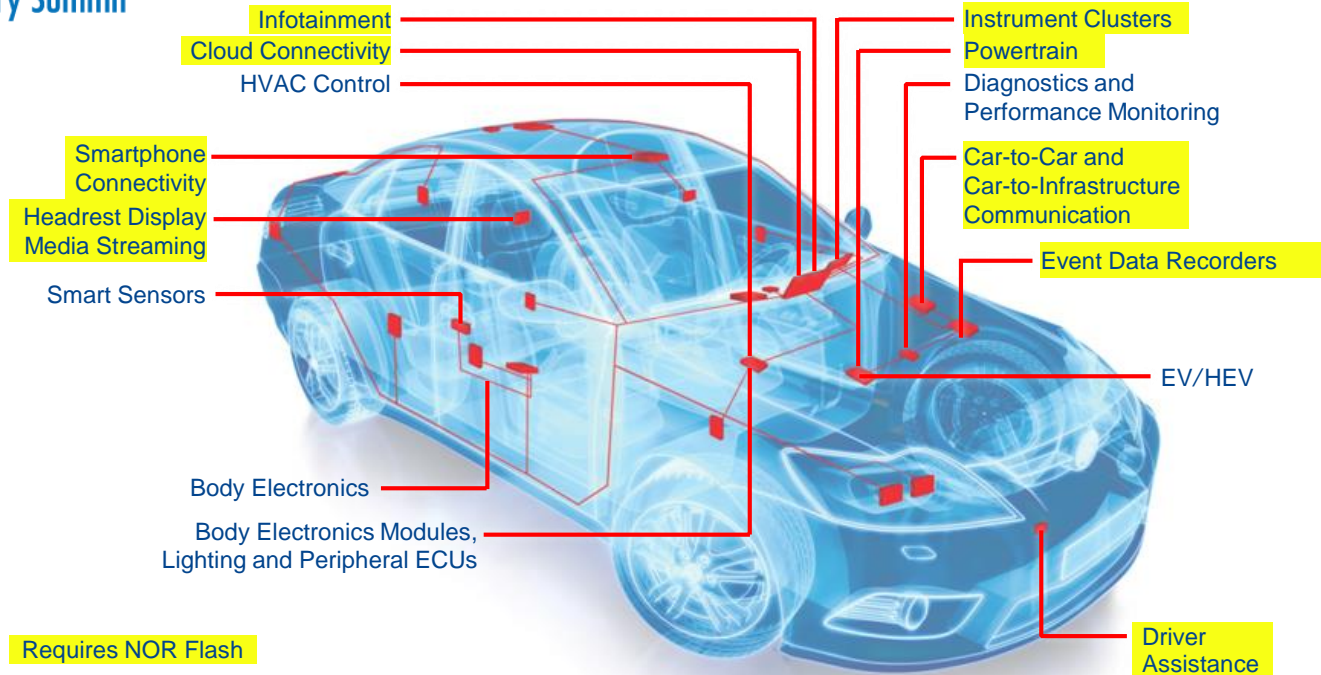 Summit
Infotainment
Cloud Connectivity
HVAC Control
Smartphone
Connectivity
Headrest Display
Media Streaming
Smart Sensors
Body Electronics
Body Electronics Modules,
Lighting and Peripheral ECUs
Requires NOR Flash
Instrument Clusters
Powertrain
Diagnostics and
Performance Monitoring
Car-to-Car and
Car-to-Infrastructure
Communication
Event Data Recorders
EV/HEV
Driver
Assistance